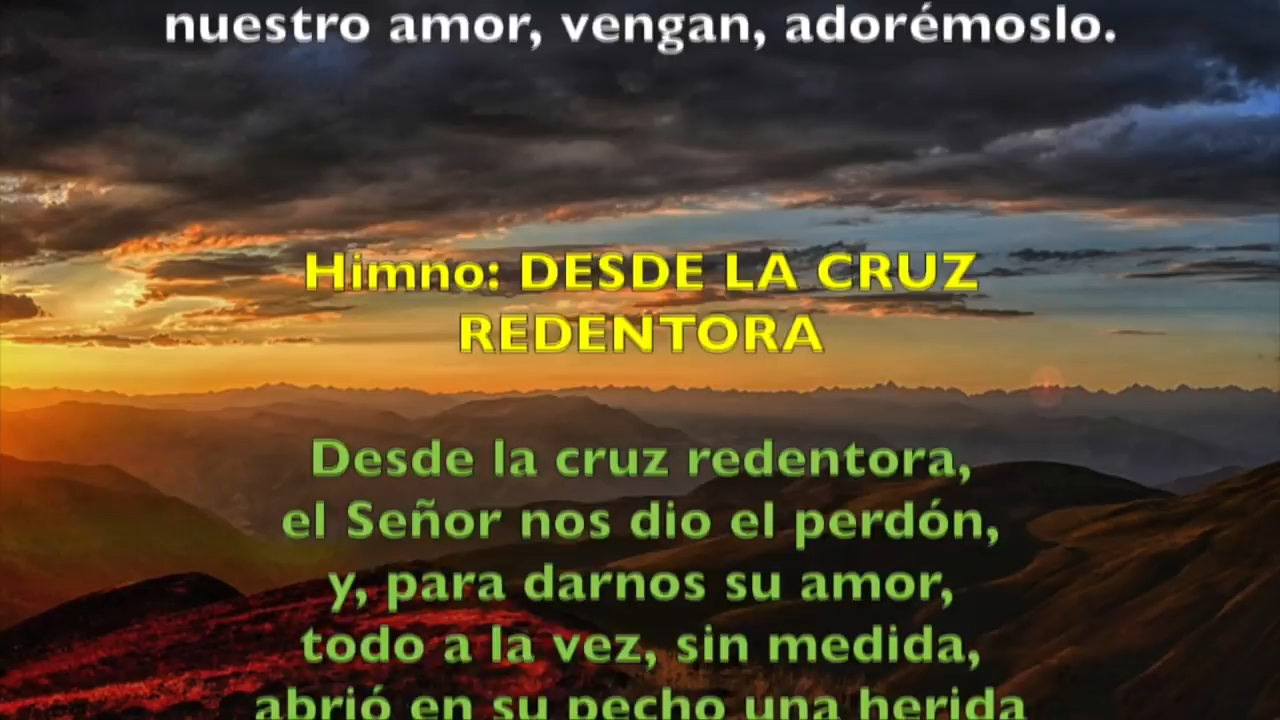 nuestro amor, vengan, adorémoslo.
Himno: DESDE LA CRUZ
REDENTORA
Desde la cruz redentora,
el Señor nos dio el perdón,
y, para darnos su amor,
todo a la vez, sin medida,
abrió en su pecho una herida